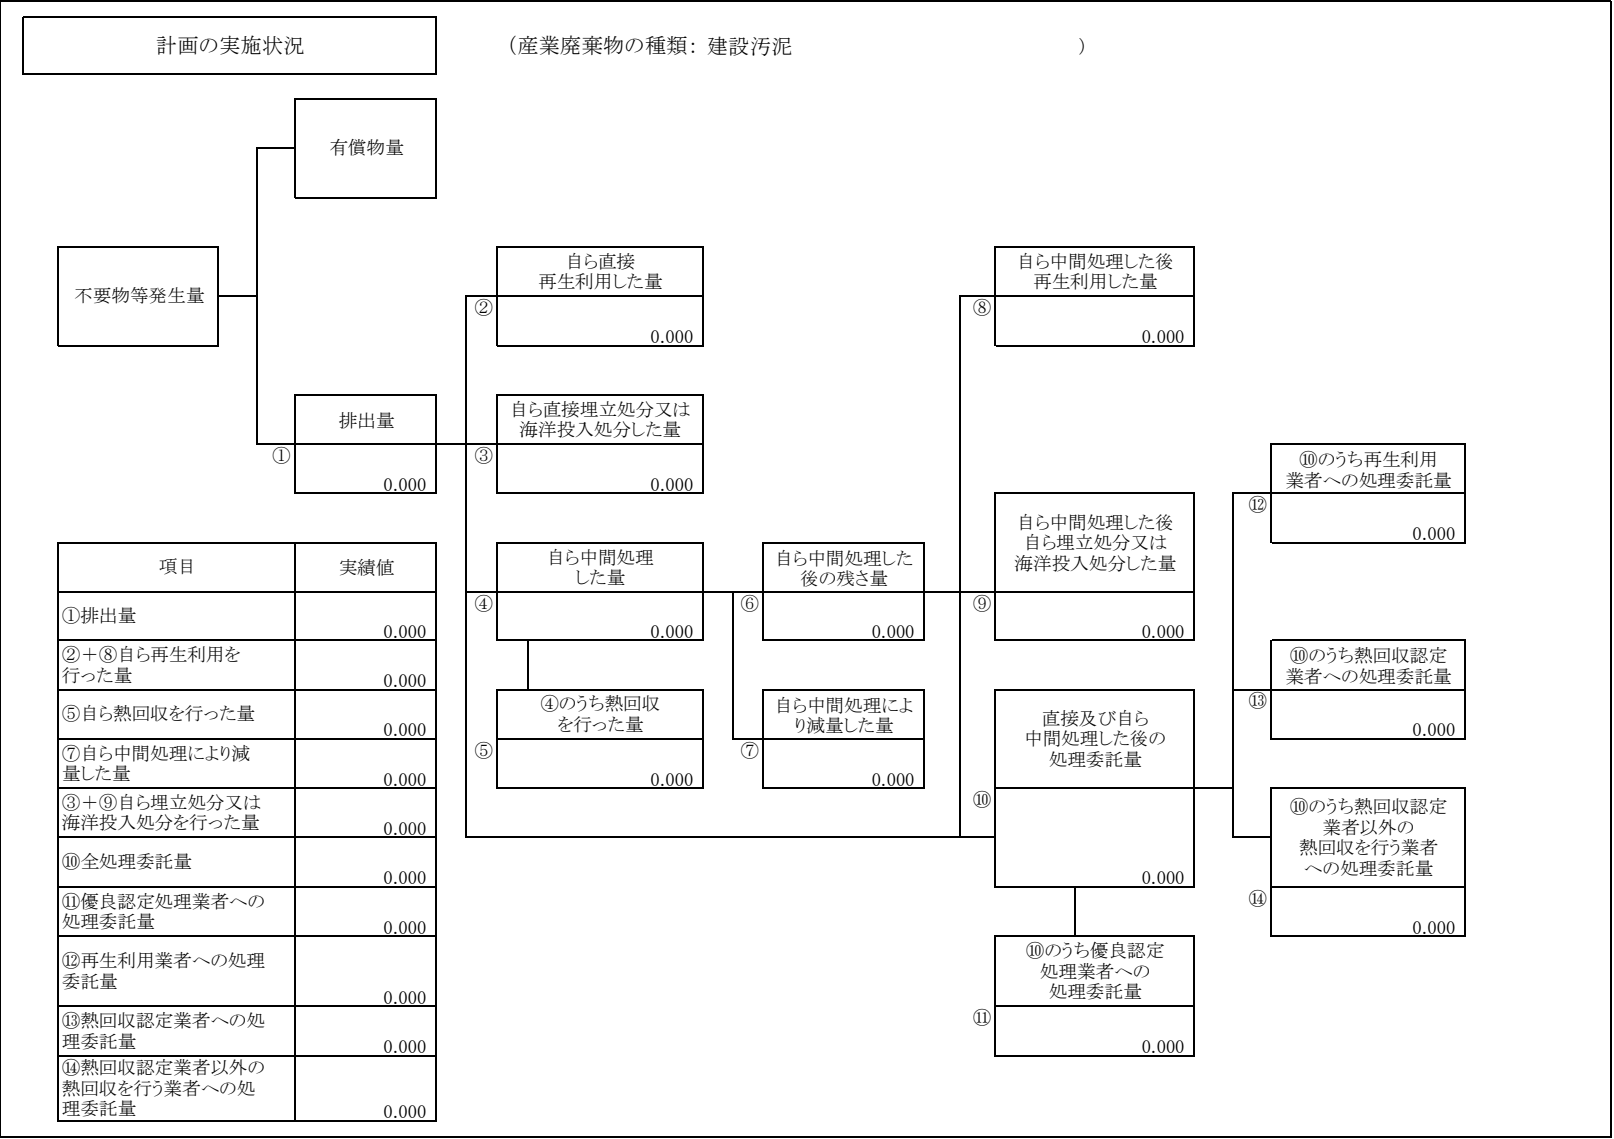 計画の実施状況
（産業廃棄物の種類: 建設汚泥 ）
有償物量
不要物等発生量
自ら直接
再生利用した量
②
0.000
自ら中間処理した後
再生利用した量
⑧
0.000
排出量
①
0.000
自ら直接埋立処分又は
海洋投入処分した量
③
0.000
⑩のうち再生利用
業者への処理委託量
⑫
0.000
自ら中間処理した後
自ら埋立処分又は
海洋投入処分した量
⑨
0.000
自ら中間処理
した量
④
0.000
自ら中間処理した
後の残さ量
⑥
0.000
⑩のうち熱回収認定
業者への処理委託量
⑬
0.000
④のうち熱回収
を行った量
⑤
0.000
自ら中間処理によ
り減量した量
⑦
0.000
直接及び自ら
中間処理した後の
処理委託量
⑩
0.000
⑩のうち熱回収認定
業者以外の
熱回収を行う業者
への処理委託量
⑭
0.000
⑩のうち優良認定
処理業者への
処理委託量
⑪
0.000
項目 実績値
①排出量
0.000
②＋⑧自ら再生利用を
行った量
0.000
⑤自ら熱回収を行った量
0.000
⑦自ら中間処理により減
量した量
0.000
③＋⑨自ら埋立処分又は
海洋投入処分を行った量
0.000
⑩全処理委託量
0.000
⑪優良認定処理業者への
処理委託量
0.000
⑫再生利用業者への処理
委託量
0.000
⑬熱回収認定業者への処
理委託量
0.000
⑭熱回収認定業者以外の
熱回収を行う業者への処
理委託量
0.000